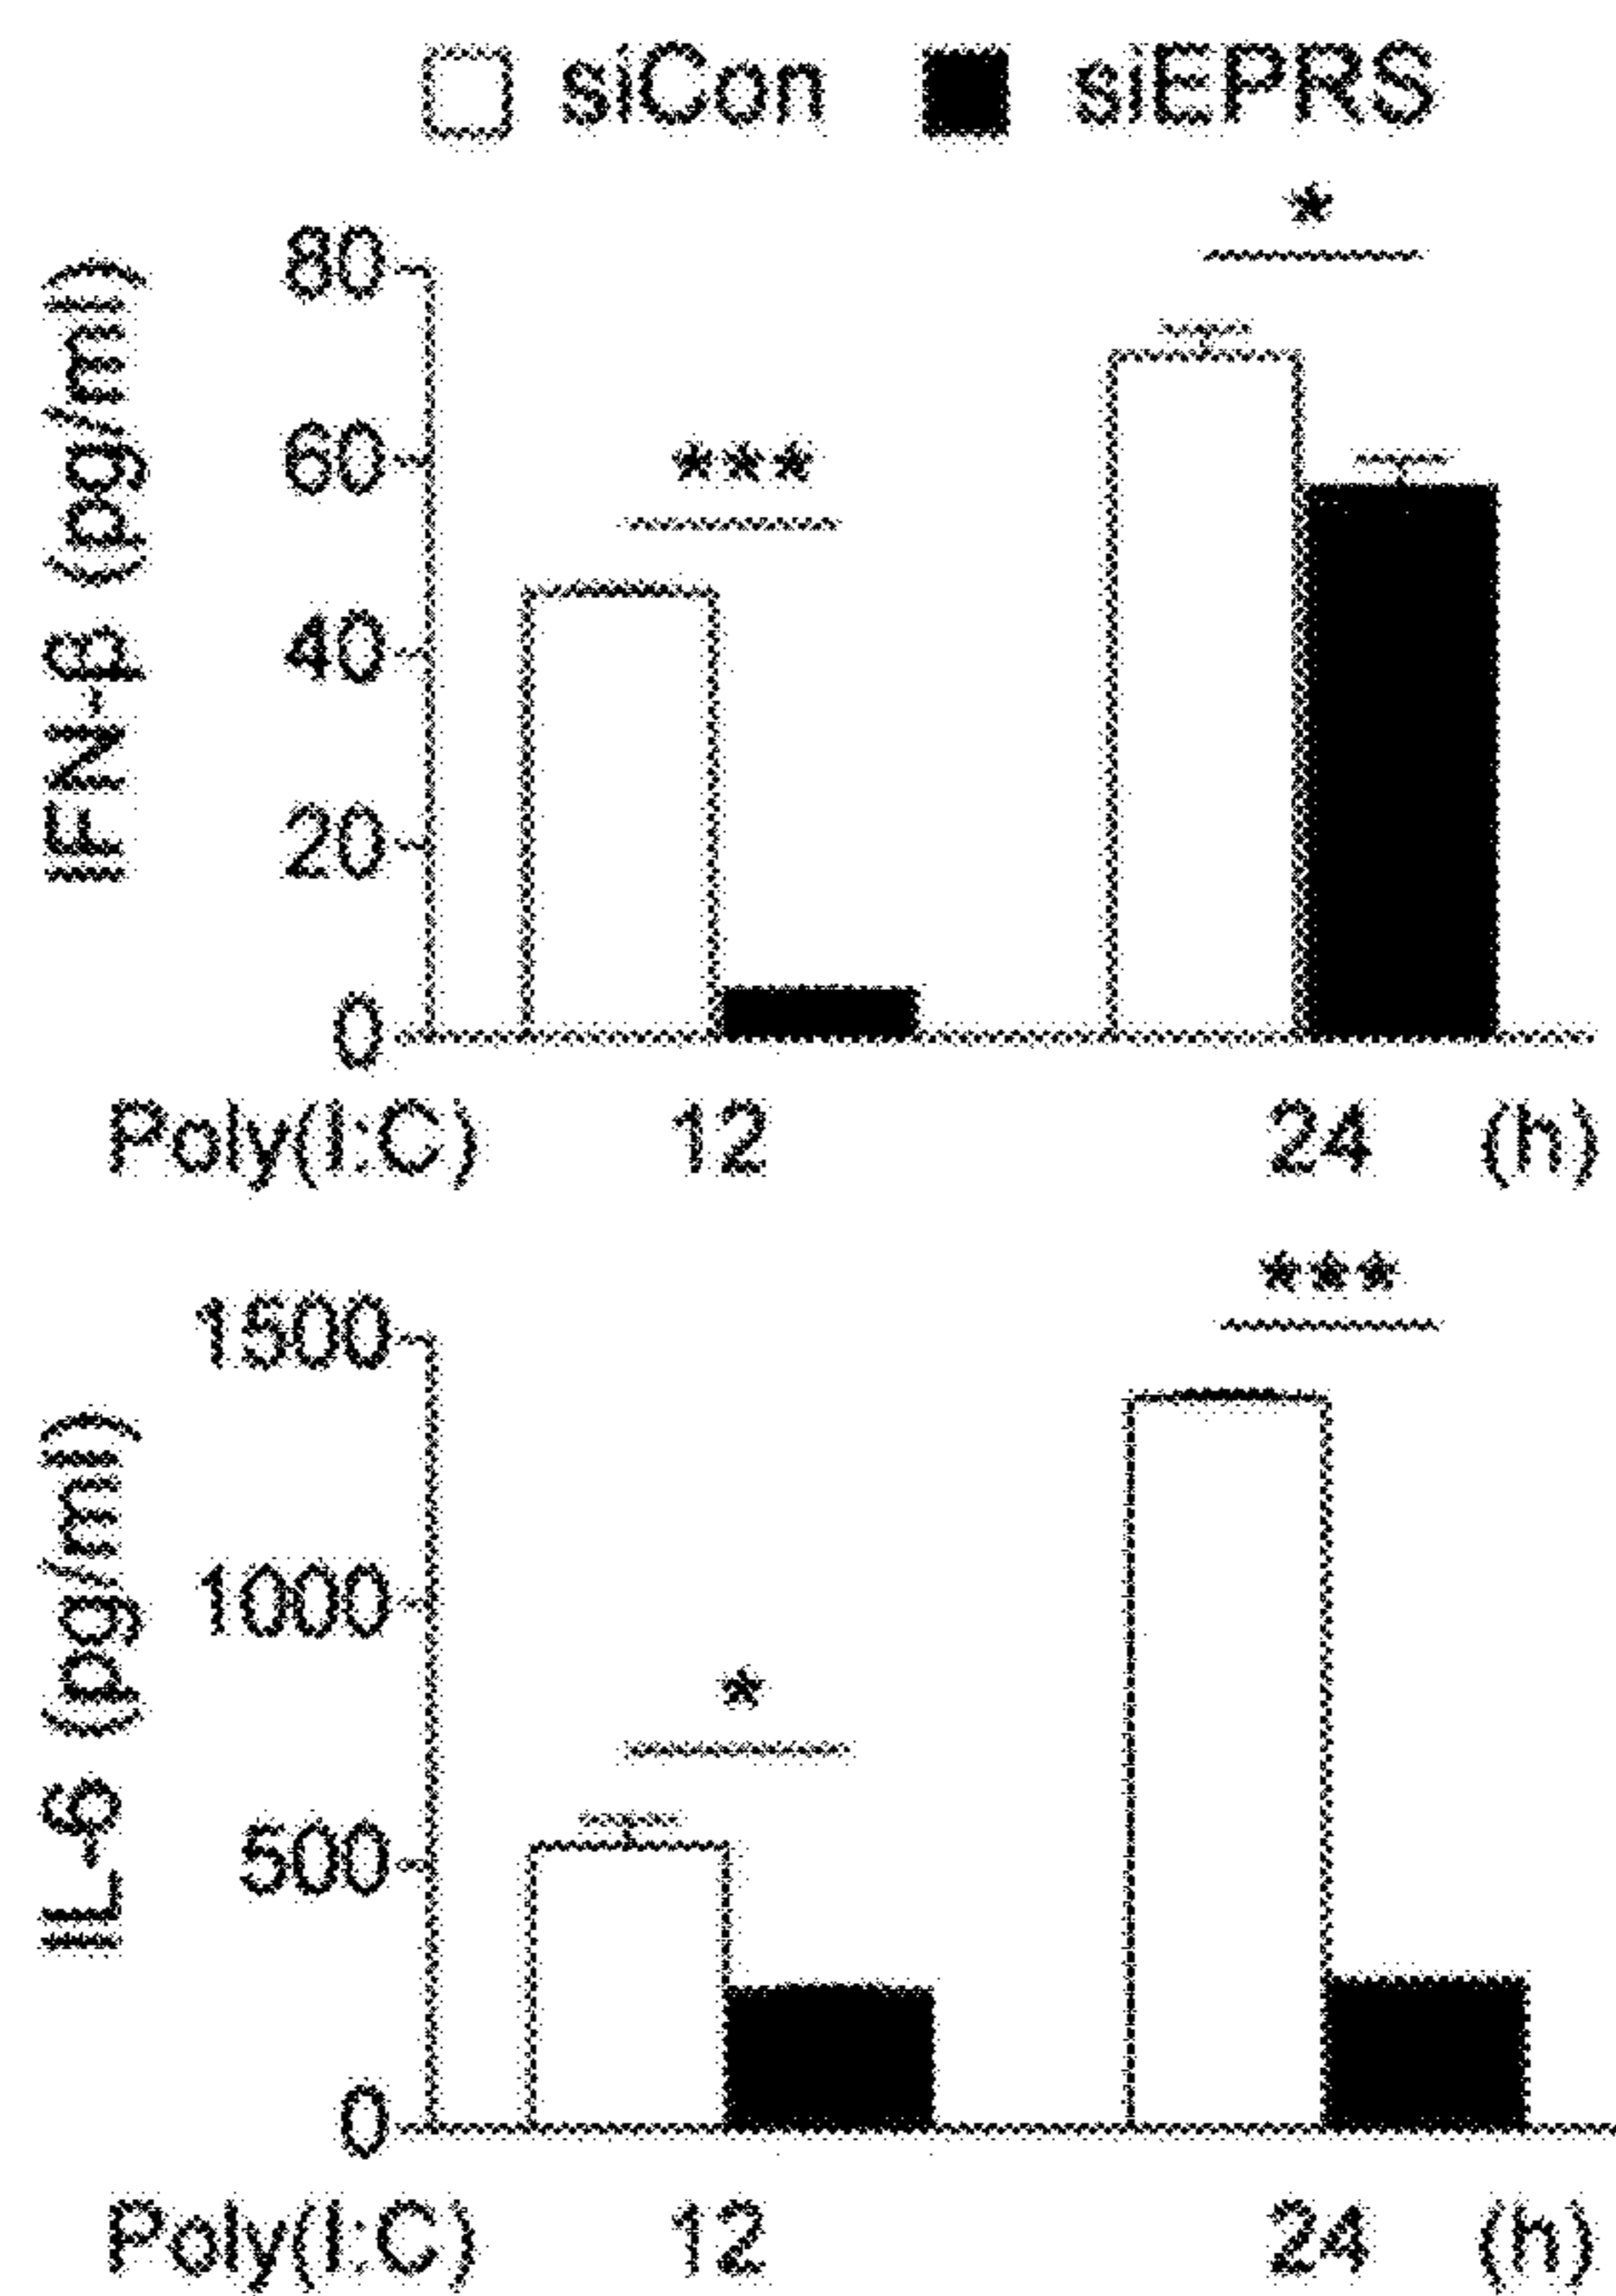 siCon siEPRS
*
80
IFN-β (pg/ml)
60
***
40
20
0
Poly(I:C) 12 24 (h)
***
1500
IL-6 (pg/ml)
1000
*
500
0
Poly(I:C) 12 24 (h)